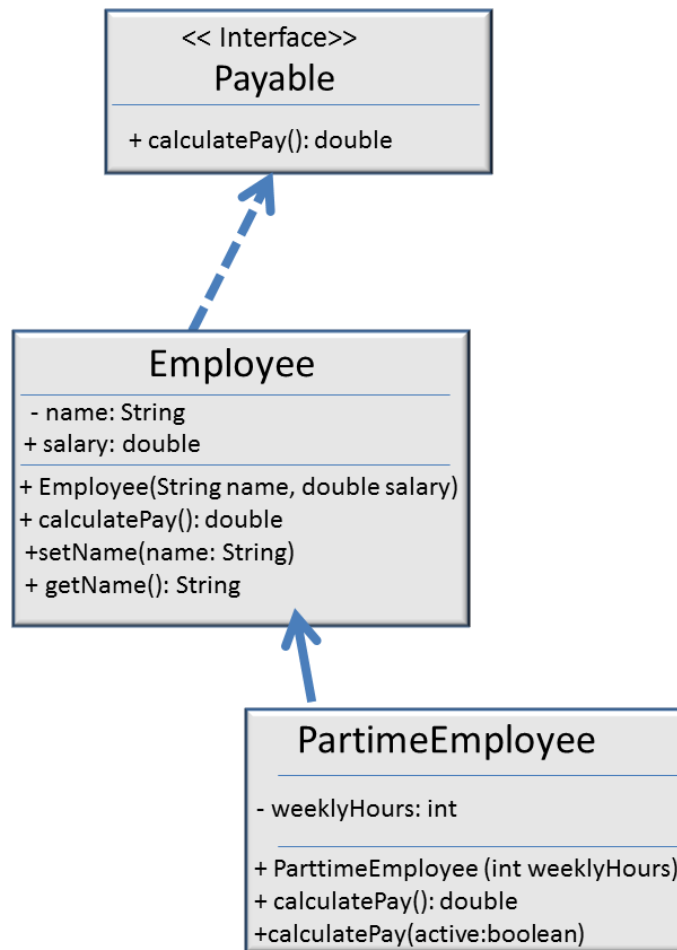 << Interface>>
Payable
+ calculatePay(): double
Employee
- name: String
+ salary: double
+ Employee(String name, double salary)
+ calculatePay(): double
+setName(name: String)
+ getName(): String
PartimeEmployee
- weeklyHours: int
+ ParttimeEmployee (int weeklyHours)
+ calculatePay(): double
+calculatePay(active:boolean)